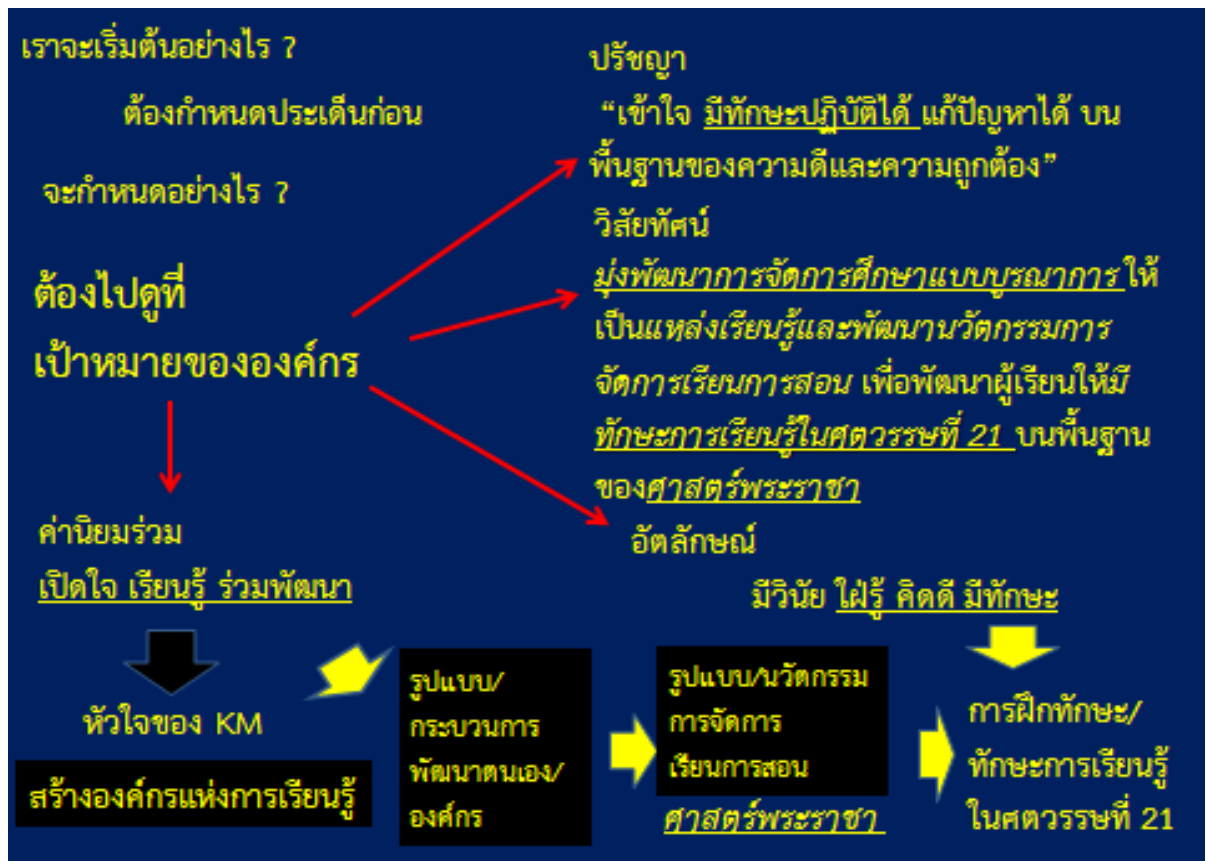 เราจะเริ่มต้นอย่างไร ?
ต้องกำหนดประเด็นก่อน
จะกำหนดอย่างไร ?
ต้องไปดูที่
เป้าหมายขององค์กร
ค่านิยมร่วม
เปิดใจ เรียนรู้ ร่วมพัฒนา
ปรัชญา
“เข้าใจ มีทักษะปฏิบัติได้ แก้ปัญหาได้ บน
พื้นฐานของความดีและความถูกต้อง”
วิสัยทัศน์
มุ่งพัฒนาการจัดการศึกษาแบบบูรณาการ ให้
เป็นแหล่งเรียนรู้และพัฒนานวัตกรรมการ
จัดการเรียนการสอน เพื่อพัฒนาผู้เรียนให้มี
ทักษะการเรียนรู้ในศตวรรษที่ 21 บนพื้นฐาน
ของศาสตร์พระราชา
อัตลักษณ์
มีวินัย ใฝ่รู้ คิดดี มีทักษะ
หัวใจของ KM
สร้างองค์กรแห่งการเรียนรู้
รูปแบบ/
กระบวนการ
พัฒนาตนเอง/
องค์กร
รูปแบบ/นวัตกรรม
การจัดการ
เรียนการสอน
ศาสตร์พระราชา
การฝึกทักษะ/
ทักษะการเรียนรู้
ในศตวรรษที่ 21